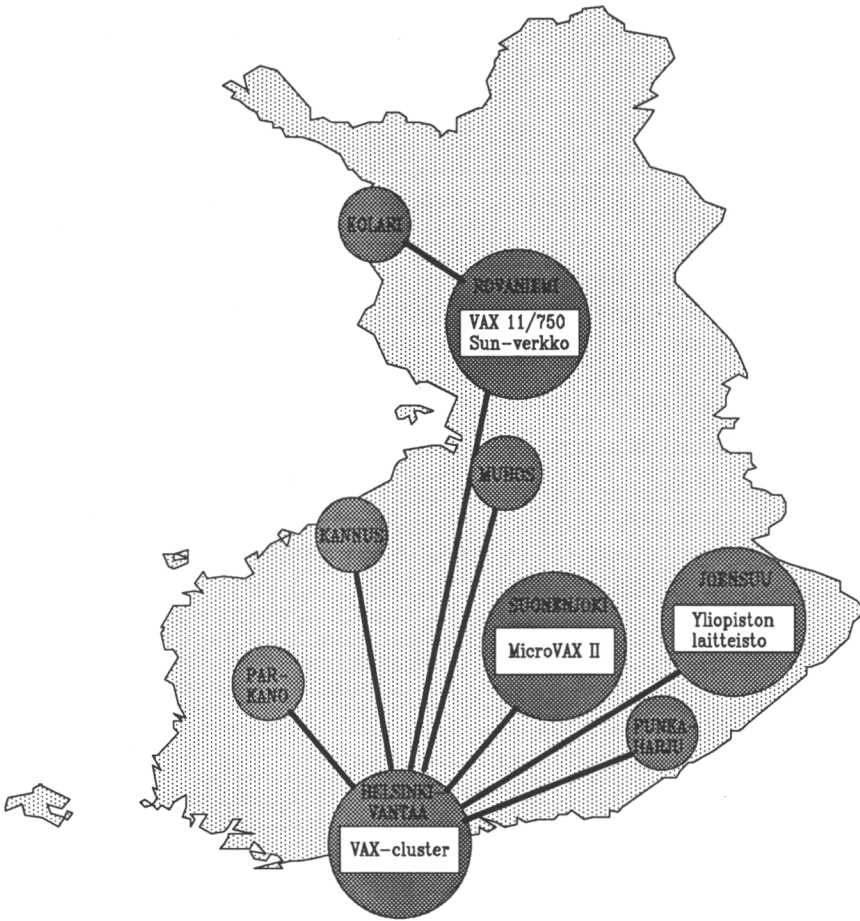 KOLARI
ROVANIEMI
VAX 11/750
Sun-verkko
MUHOS
KANNUS
JOENSUU
Yliopiston
laitteisto
SUONENJOKI
MicroVAX II
PAR-
KANO
PUNKA-
HARJU
HELSINKI
VANTAA
VAX-cluster